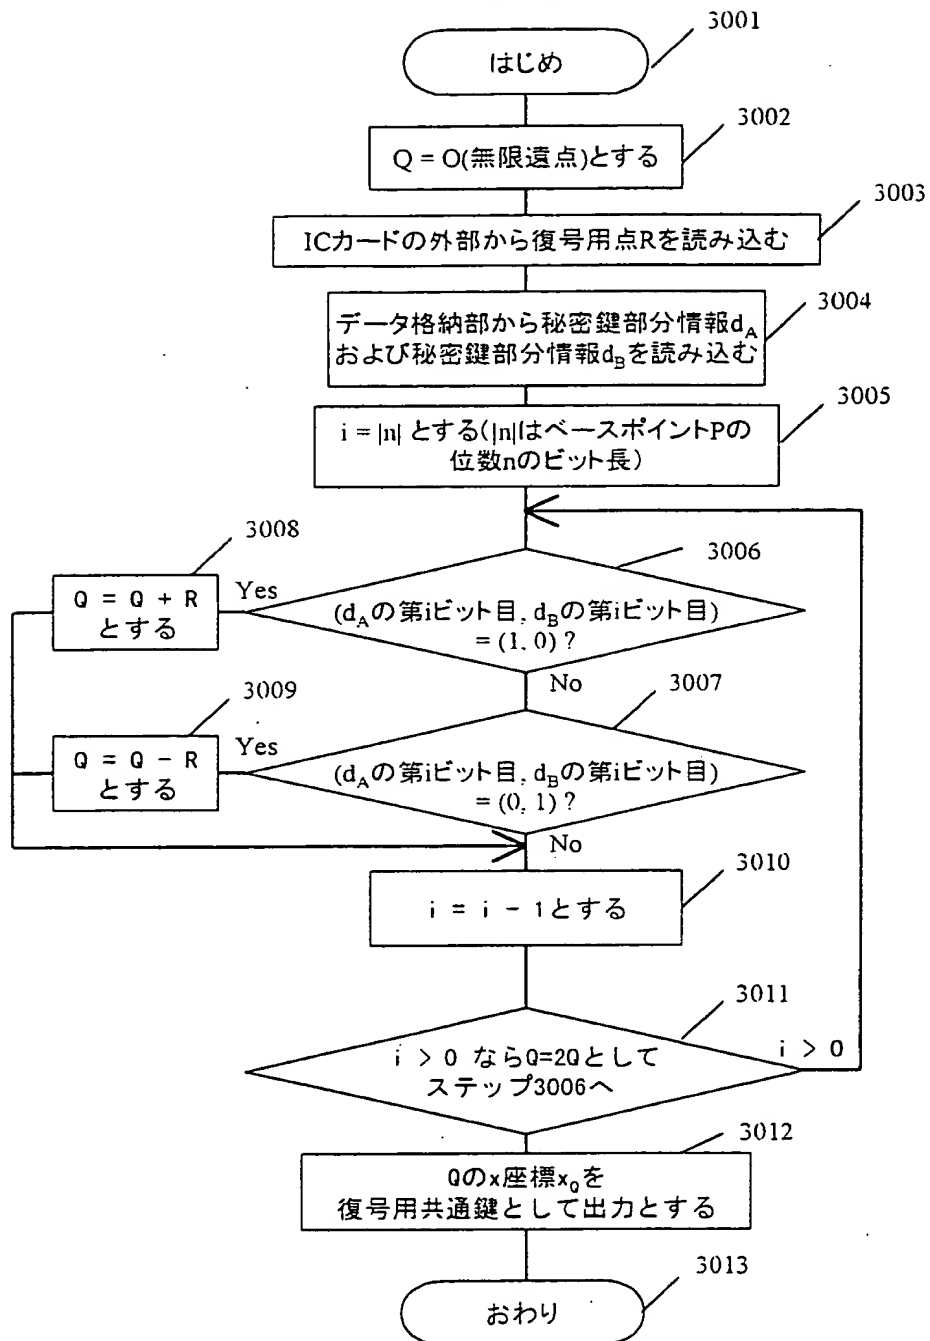 3001
はじめ
3002
Q = O(無限遠点)とする
3003
ICカードの外部から復号用点Rを読み込む
3004
データ格納部から秘密鍵部分情報dA
および秘密鍵部分情報dBを読み込む
3005
i = |n| とする(|n|はベースポイントPの
位数nのビット長)
3008
3006
Q = Q + R
とする
Yes
(dAの第iビット目, dBの第iビット目)
= (1, 0) ?
No
3009
3007
Q = Q - R
とする
Yes
(dAの第iビット目, dBの第iビット目)
= (0, 1) ?
No
3010
i = i - 1とする
3011
i > 0 ならQ=2Qとして
ステップ3006へ
i > 0
3012
Qのx座標xQを
復号用共通鍵として出力とする
3013
おわり